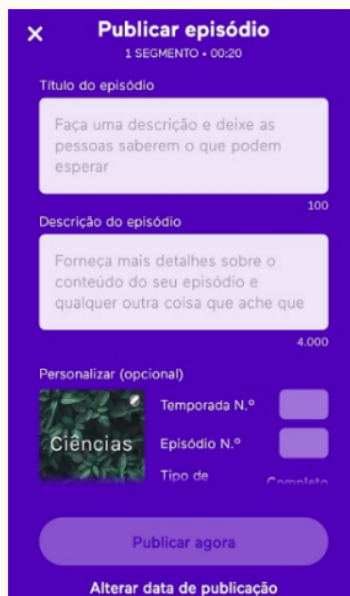 Publicar episódio
1 SEGMENTO • 00:20
Título do episódio
Faça uma descrição e deixe as
pessoas saberem o que podem
esperar
100
Descrição do episódio
Forneça mais detalhes sobre o
conteúdo do seu episódio e
qualquer outra coisa que ache que
4.000
Personalizar (opcional)
Ciências
Temporada N.º
Episódio N.º
Tipo de
Completo
Publicar agora
Alterar data de publicação